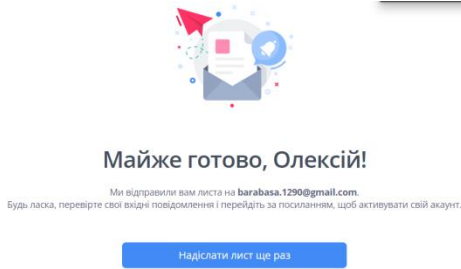 Майже готово, Олексій!
Ми відправили вам листа на barabasa.1290@gmail.com.
Будь ласка, перевірте свої вхідні повідомлення і перейдіть за посиланням, щоб активувати свій акаунт.
Надіслати лист ще раз